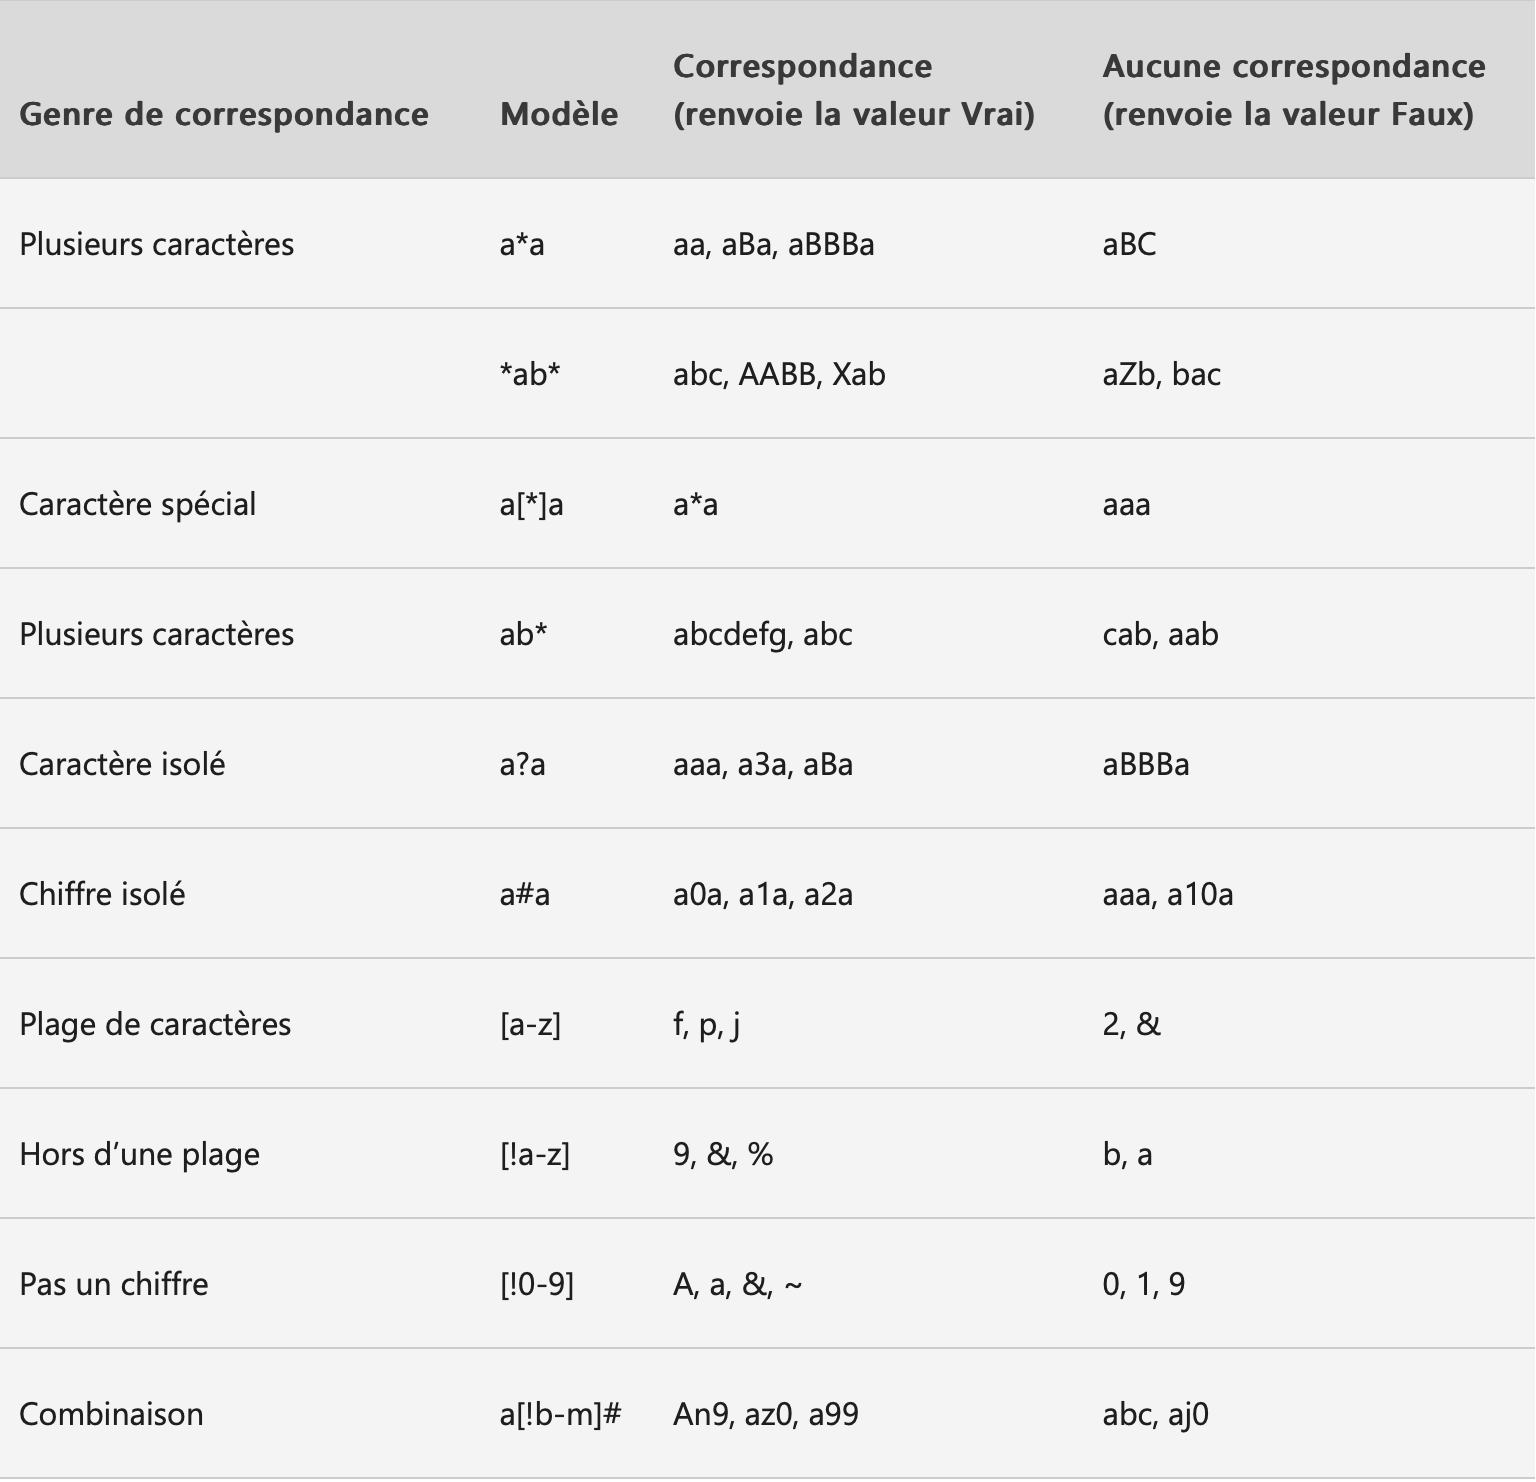 Genre de correspondance	Modèle	Correspondance (renvoie la valeur Vrai)	Aucune correspondance (renvoie la valeur Faux)
Plusieurs caractères	a*a	aa, aBa, aBBBa	aBC
*ab*	abc, AABB, Xab	aZb, bac
Caractère spécial	a[*]a	a*a	aaa
Plusieurs caractères	ab*	abcdefg, abc	cab, aab
Caractère isolé	a?a	aaa, a3a, aBa	aBBBa
Chiffre isolé	a#a	a0a, a1a, a2a	aaa, a10a
Plage de caractères	[a-z]	f, p, j	2, &
Hors d’une plage	[!a-z]	9, &, %	b, a
Pas un chiffre	[!0-9]	A, a, &, ~	0, 1, 9
Combinaison	a[!b-m]#	An9, az0, a99	abc, aj0